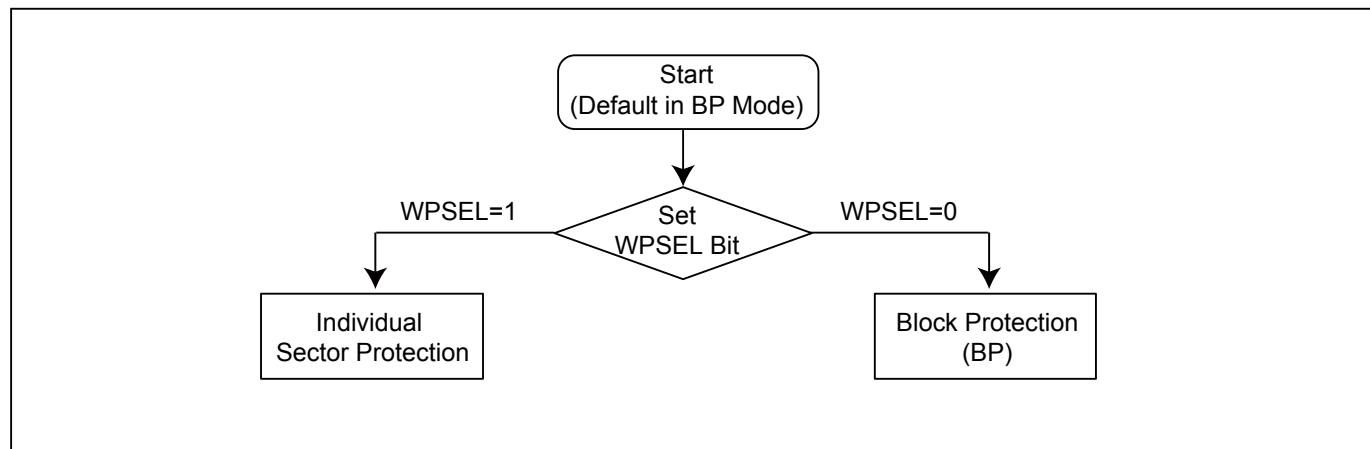 Start
(Default in BP Mode)
WPSEL=1
Set
WPSEL Bit
WPSEL=0
Individual
Sector Protection
Block Protection
(BP)